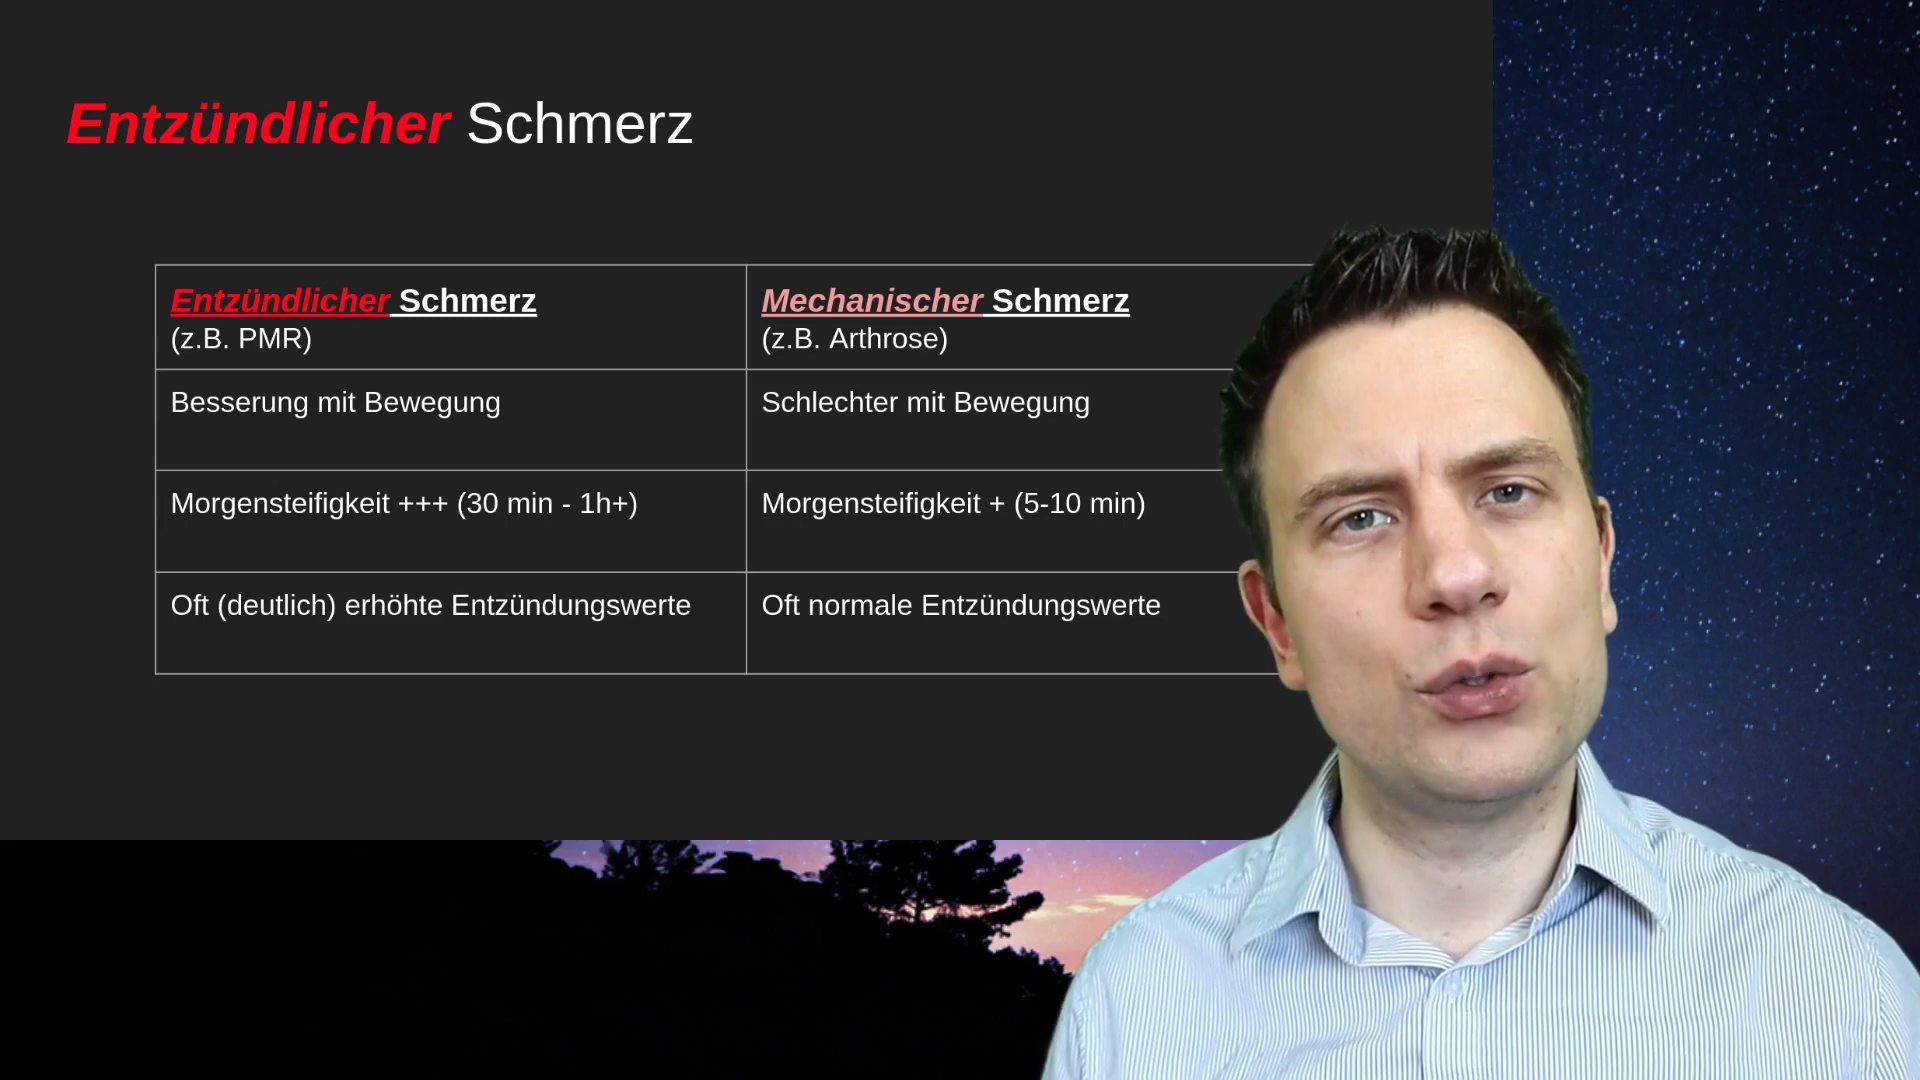 Entzündlicher Schmerz
Entzündlicher Schmerz
(z.B. PMR)
Mechanischer Schmerz
(z.B. Arthrose)
Besserung mit Bewegung
Schlechter mit Bewegung
Morgensteifigkeit +++ (30 min - 1h+)
Morgensteifigkeit + (5-10 min)
Oft (deutlich) erhöhte Entzündungswerte
Oft normale Entzündungswerte